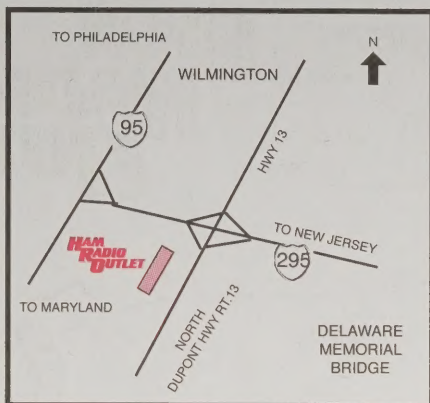 TO PHILADELPHIA
N
WILMINGTON
95
HWY 13
TO NEW JERSEY
295
HAM
RADIO
OUTLET
TO MARYLAND
NORTH
DUPONT HWY RT.13
DELAWARE
MEMORIAL
BRIDGE